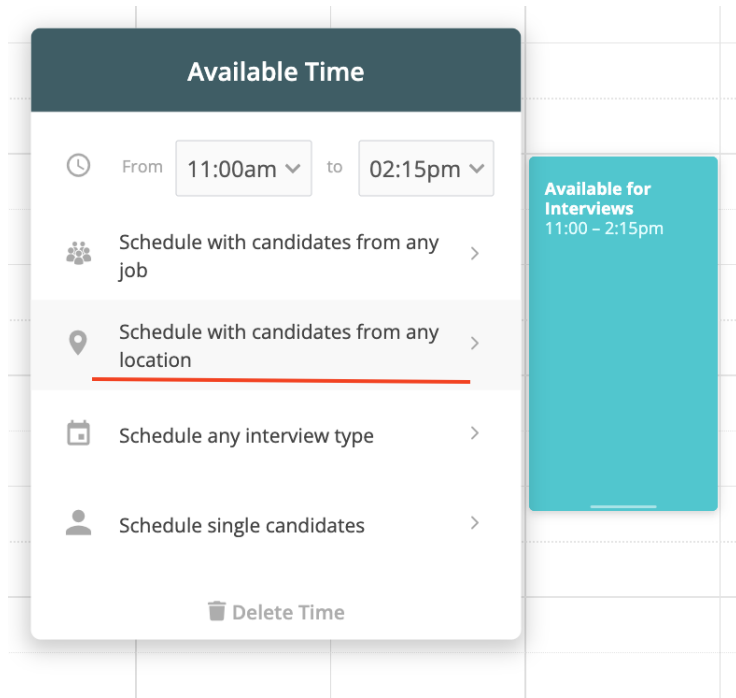 Available Time
From 11:00am to 02:15pm
Schedule with candidates from any
job
Schedule with candidates from any
location
Schedule any interview type
Schedule single candidates
Delete Time
Available for
Interviews
11:00 – 2:15pm